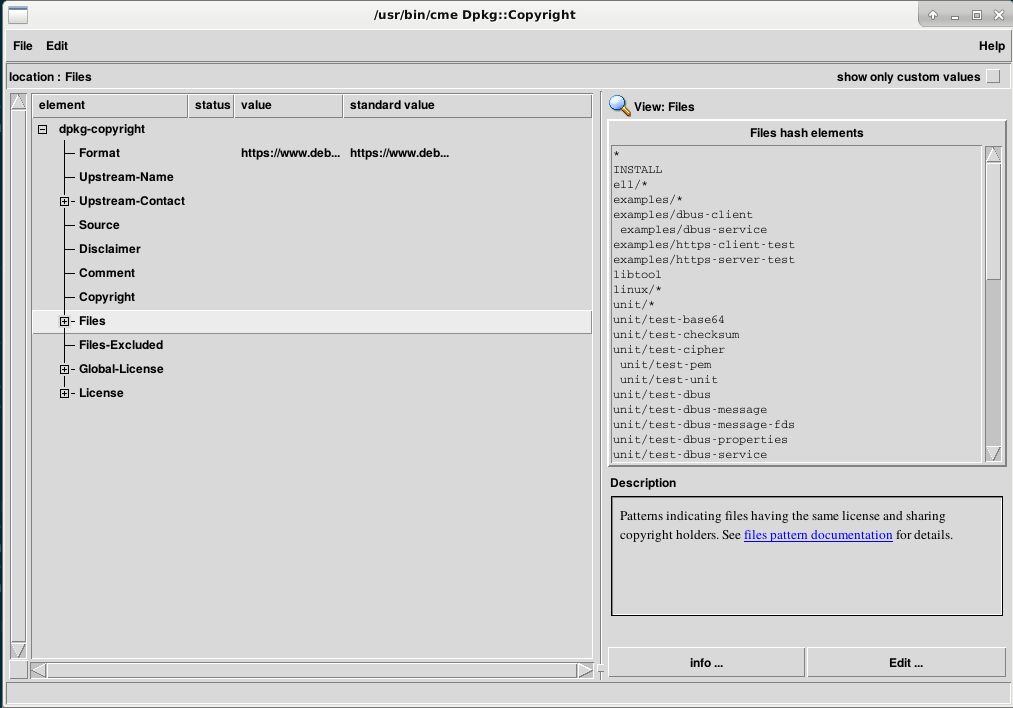 /usr/bin/cme Dpkg::Copyright
File Edit Help
location : Files show only custom values
element status value standard value
dpkg-copyright
Format https://www.deb... https://www.deb...
Upstream-Name
Upstream-Contact
Source
Disclaimer
Comment
Copyright
Files
Files-Excluded
Global-License
License
View: Files
Files hash elements
*
INSTALL
ell/*
examples/*
examples/dbus-client
examples/dbus-service
examples/https-client-test
examples/https-server-test
libtool
linux/*
unit/*
unit/test-base64
unit/test-checksum
unit/test-cipher
unit/test-pem
unit/test-unit
unit/test-dbus
unit/test-dbus-message
unit/test-dbus-message-fds
unit/test-dbus-properties
unit/test-dbus-service
Description
Patterns indicating files having the same license and sharing
copyright holders. See files pattern documentation for details.
info ... Edit ...